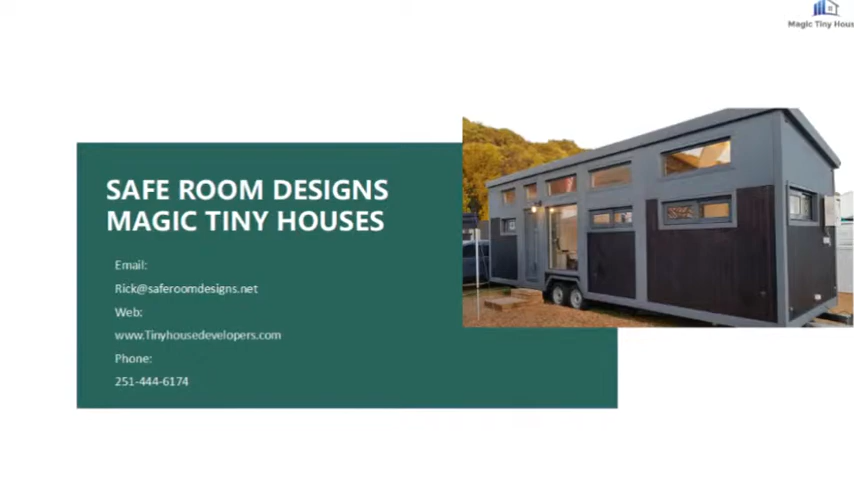 Magic Tiny Hous
SAFE ROOM DESIGNS
MAGIC TINY HOUSES
Email:
Rick@saferoomdesigns.net
Web:
www.Tinyhousedevelopers.com
Phone:
251-444-6174